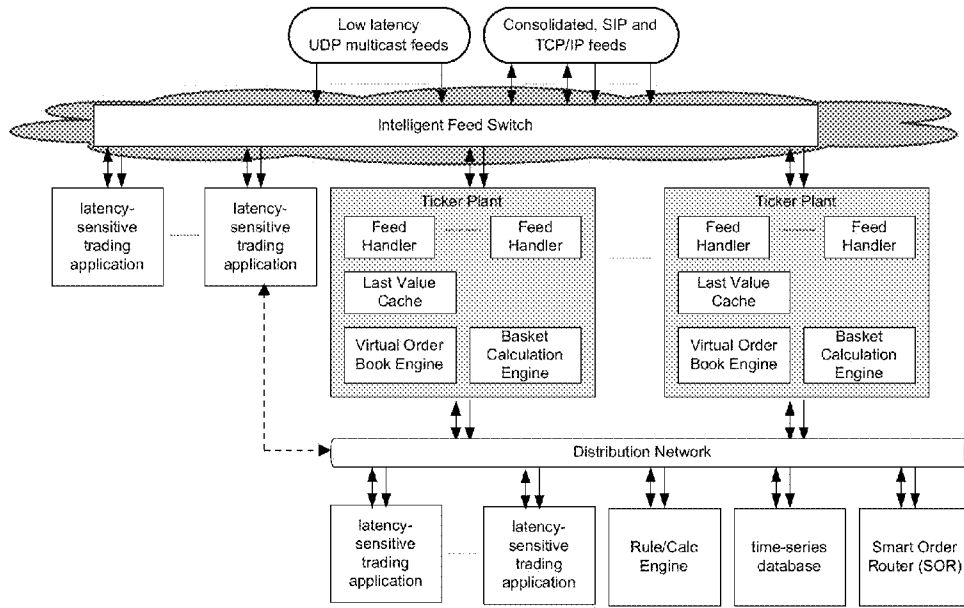 Low latency
UDP multicast feeds
Consolidated, SIP and
TCP/IP feeds
Intelligent Feed Switch
latency-
sensitive
trading
application
latency-
sensitive
trading
application
Ticker Plant
Feed
Handler
Feed
Handler
Last Value
Cache
Virtual Order
Book Engine
Basket
Calculation
Engine
Ticker Plant
Feed
Handler
Feed
Handler
Last Value
Cache
Virtual Order
Book Engine
Basket
Calculation
Engine
Distribution Network
latency-
sensitive
trading
application
latency-
sensitive
trading
application
Rule/Calc
Engine
time-series
database
Smart Order
Router (SOR)